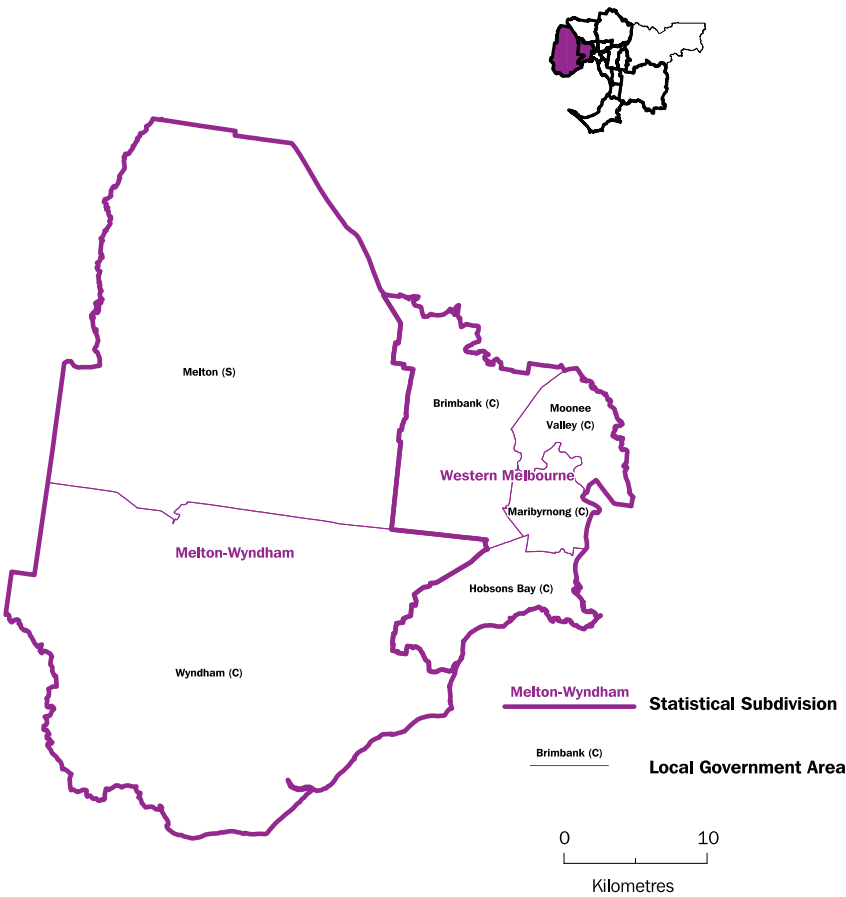 Melton (S)
Brimbank (C)
Moonee
Valley (C)
Western Melbourne
Maribyrnong (C)
Melton-Wyndham
Hobsons Bay (C)
Wyndham (C)
Melton-Wyndham
Statistical Subdivision
Brimbank (C)
Local Government Area
0 10
Kilometres